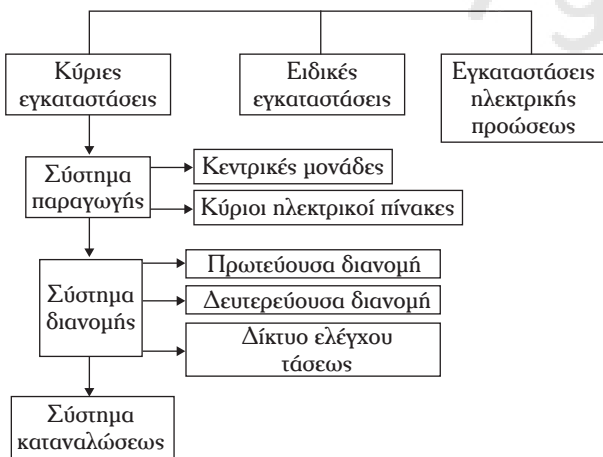 Κύριες
εγκαταστάσεις
Ειδικές
εγκαταστάσεις
Εγκαταστάσεις
ηλεκτρικής
προώσεως
Σύστημα
παραγωγής
Κεντρικές μονάδες
Κύριοι ηλεκτρικοί πίνακες
Σύστημα
διανομής
Πρωτεύουσα διανομή
Δευτερεύουσα διανομή
Δίκτυο ελέγχου
τάσεως
Σύστημα
καταναλώσεως